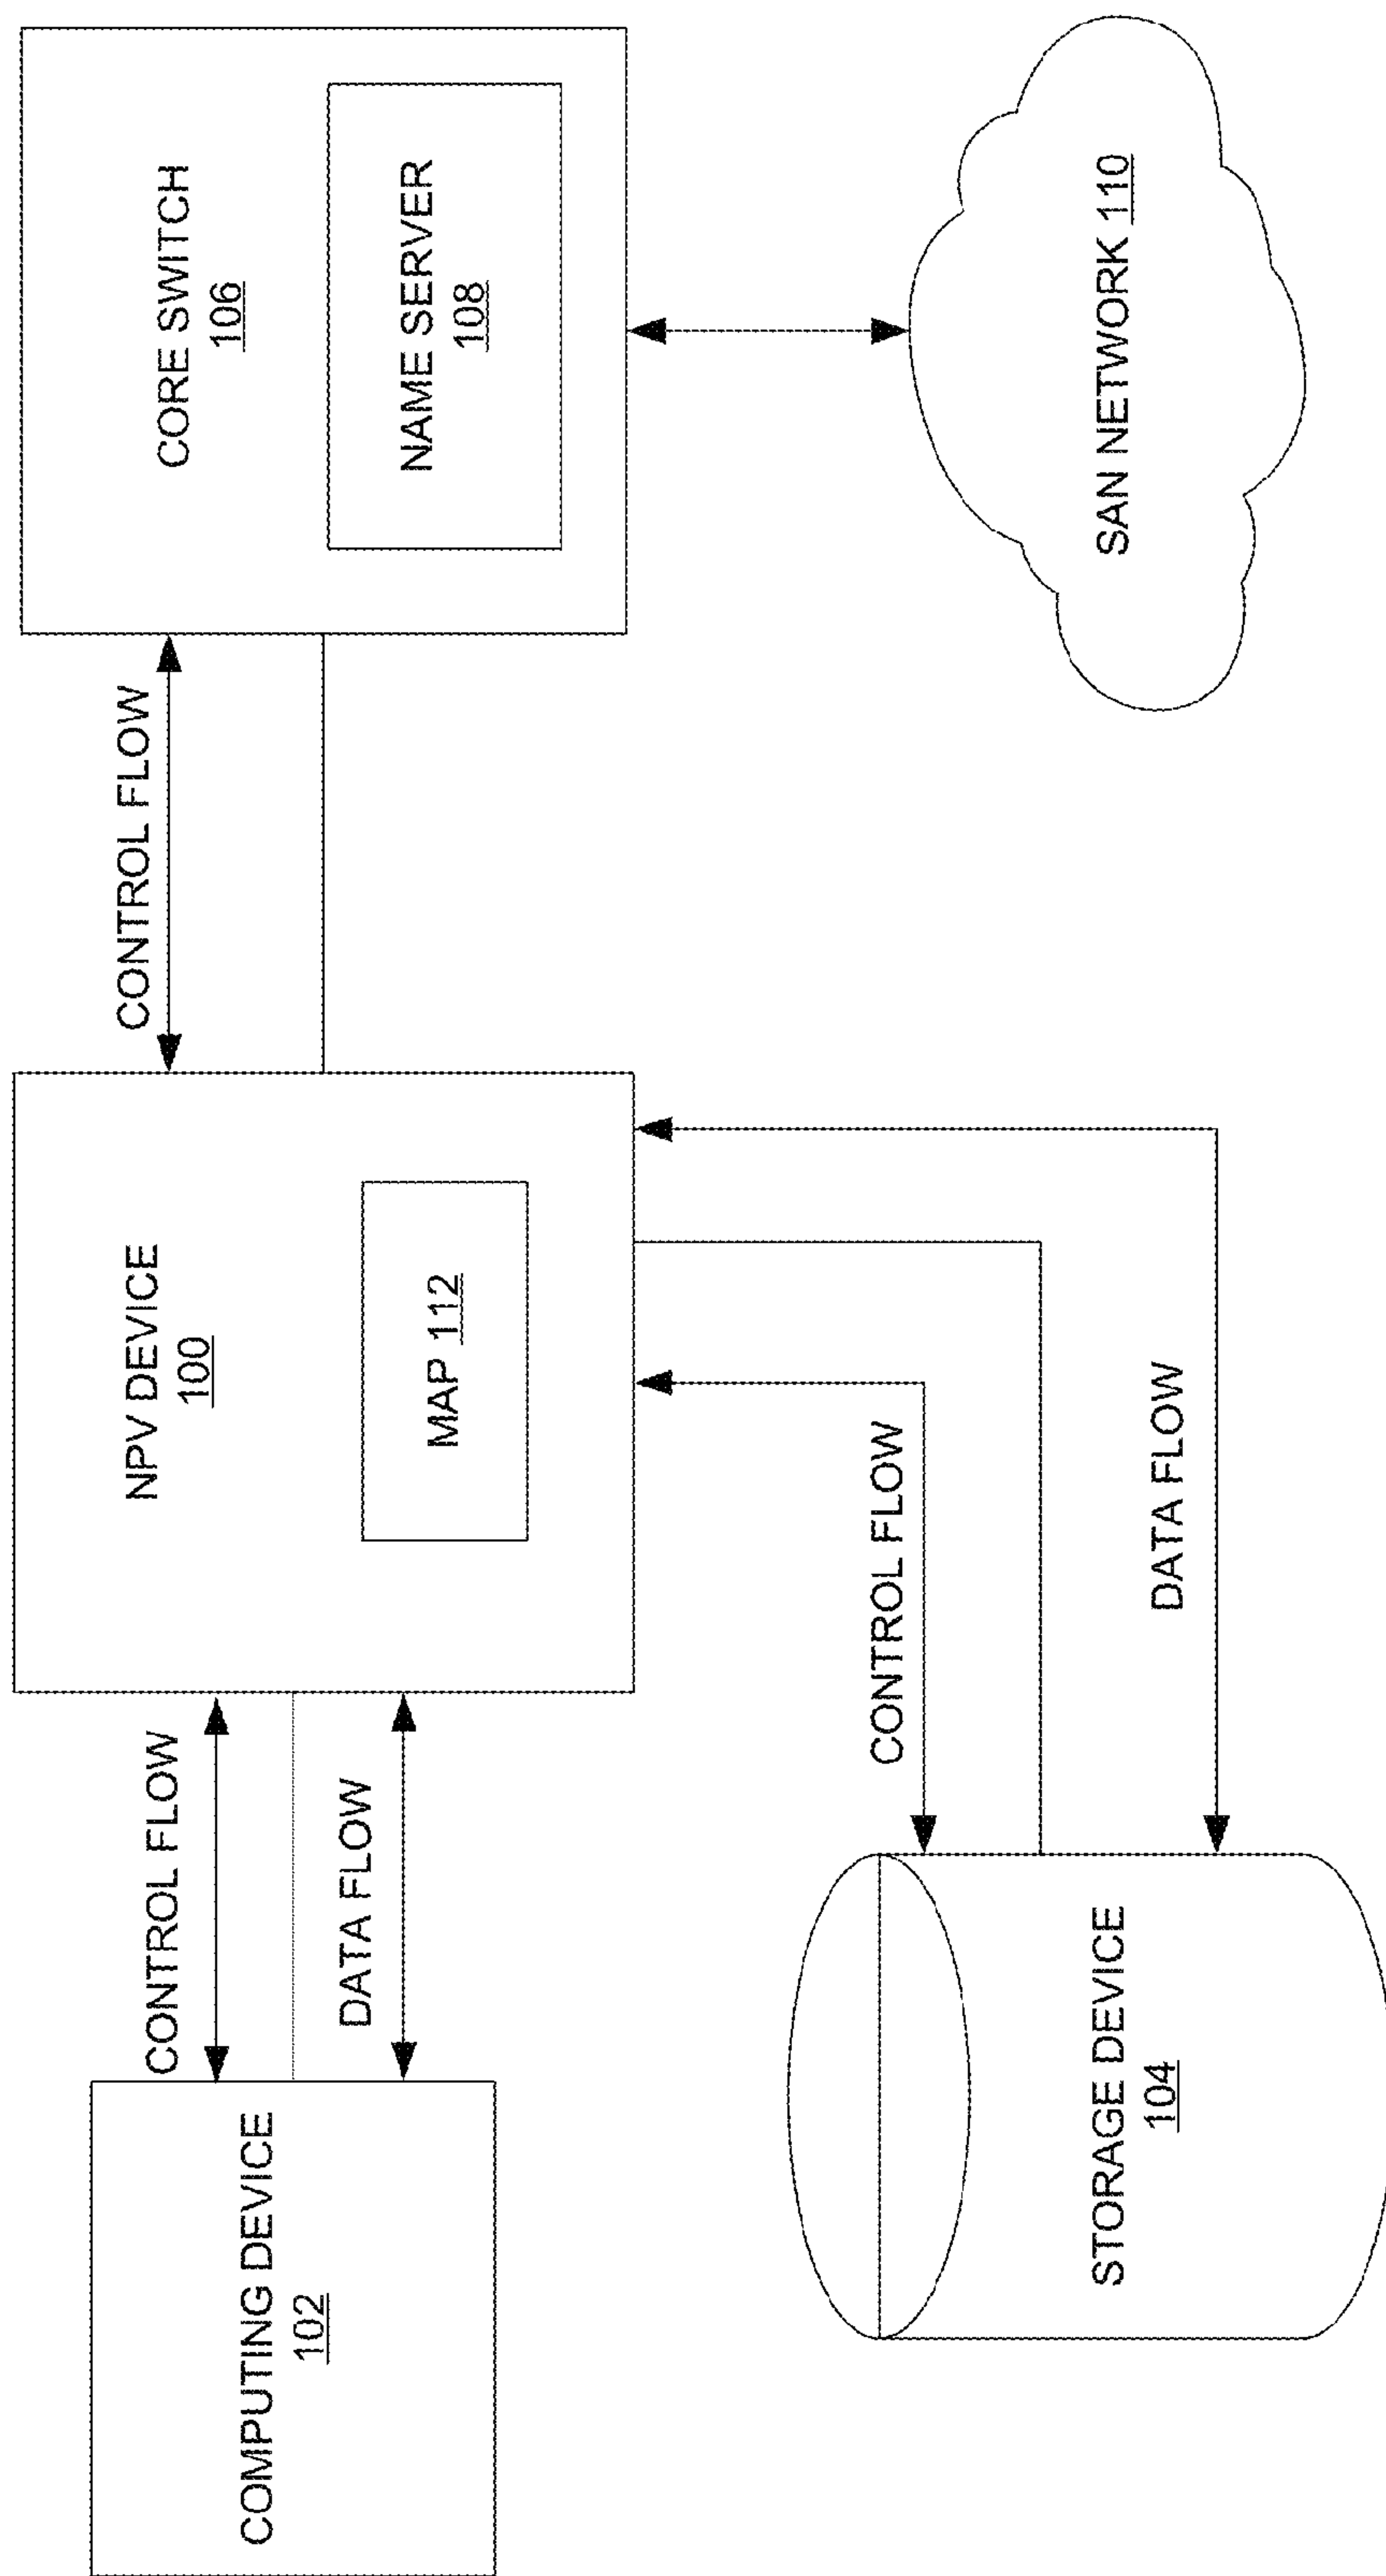 COMPUTING DEVICE
102
CONTROL FLOW
DATA FLOW
NPV DEVICE
100
MAP 112
CONTROL FLOW
CORE SWITCH
106
NAME SERVER
108
STORAGE DEVICE
104
CONTROL FLOW
DATA FLOW
SAN NETWORK 110